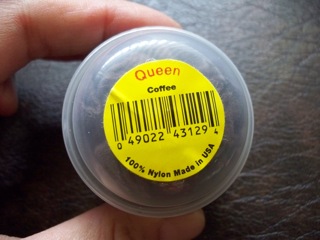 Queen
Coffee
0 49022 43129 4
100% Nylon Made in USA